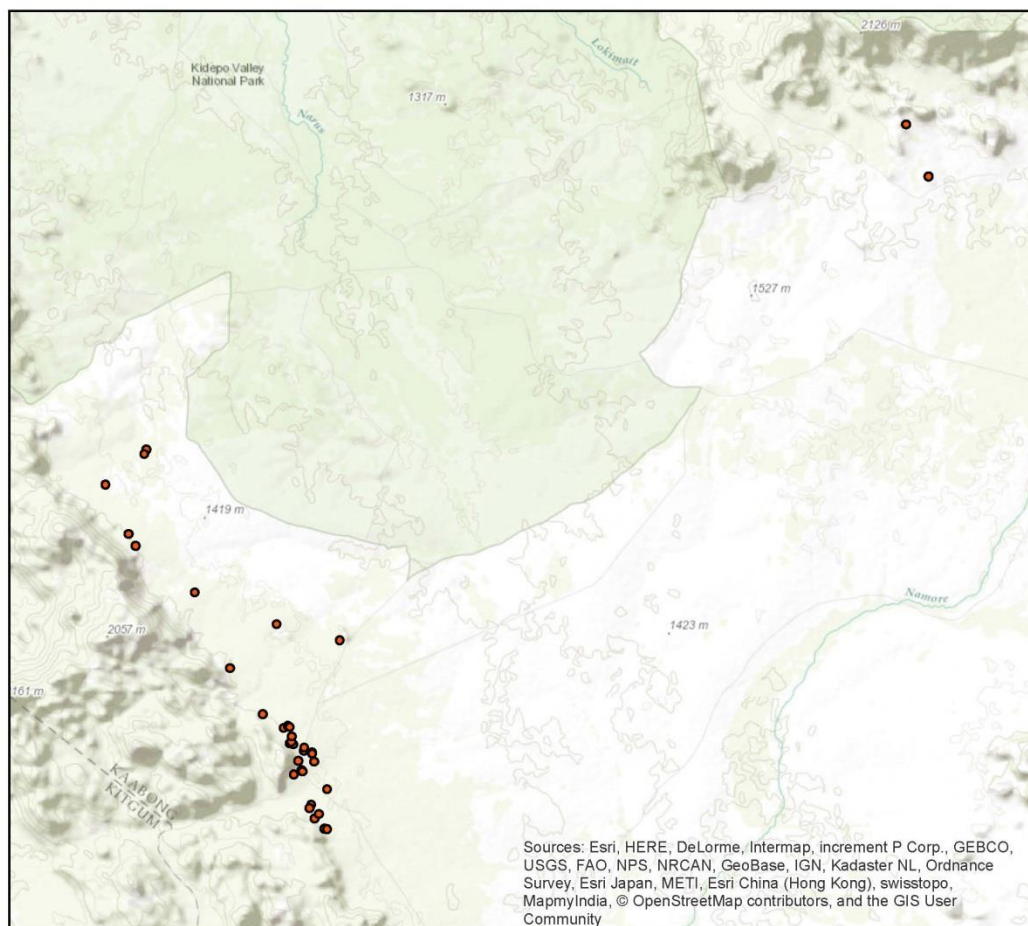 2126 m
Lokimait
Kidepo Valley
National Park
1317 m
Narus
1527 m
1419 m
Namore
2057 m
1423 m
161 m
KAABONG
KITGUM
Sources: Esri, HERE, DeLorme, Intermap, increment P Corp., GEBCO,
USGS, FAO, NPS, NRCAN, GeoBase, IGN, Kadaster NL, Ordnance
Survey, Esri Japan, METI, Esri China (Hong Kong), swisstopo,
MapmyIndia, © OpenStreetMap contributors, and the GIS User
Community